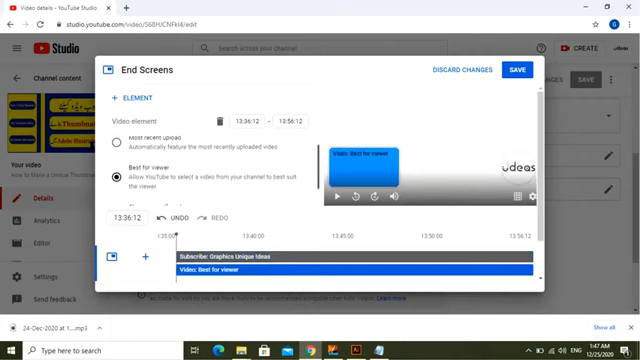 Video details - YouTube Studio
studio.youtube.com/video/S6BHJCNFkI4/edit
Studio
Search across your channel
CREATE
Channel content
SAVE
End Screens
DISCARD CHANGES
SAVE
+ ELEMENT
Video element
13:36:12 - 13:56:12
Most recent upload
Automatically feature the most recently uploaded video
Best for viewer
Allow YouTube to select a video from your channel to best suit
the viewer
Video: Best for viewer
ideas
13:36:12
UNDO
REDO
:35:00
13:40:00
13:45:00
13:50:00
13:56:12
Subscribe: Graphics Unique Ideas
Video: Best for viewer
Your video
How to Make a Unique Thumbnail
Details
Analytics
Editor
Settings
Send feedback
Learn more
24-Dec-2020 at 1....mp3
Show all
Type here to search
1:47 AM
12/25/2020